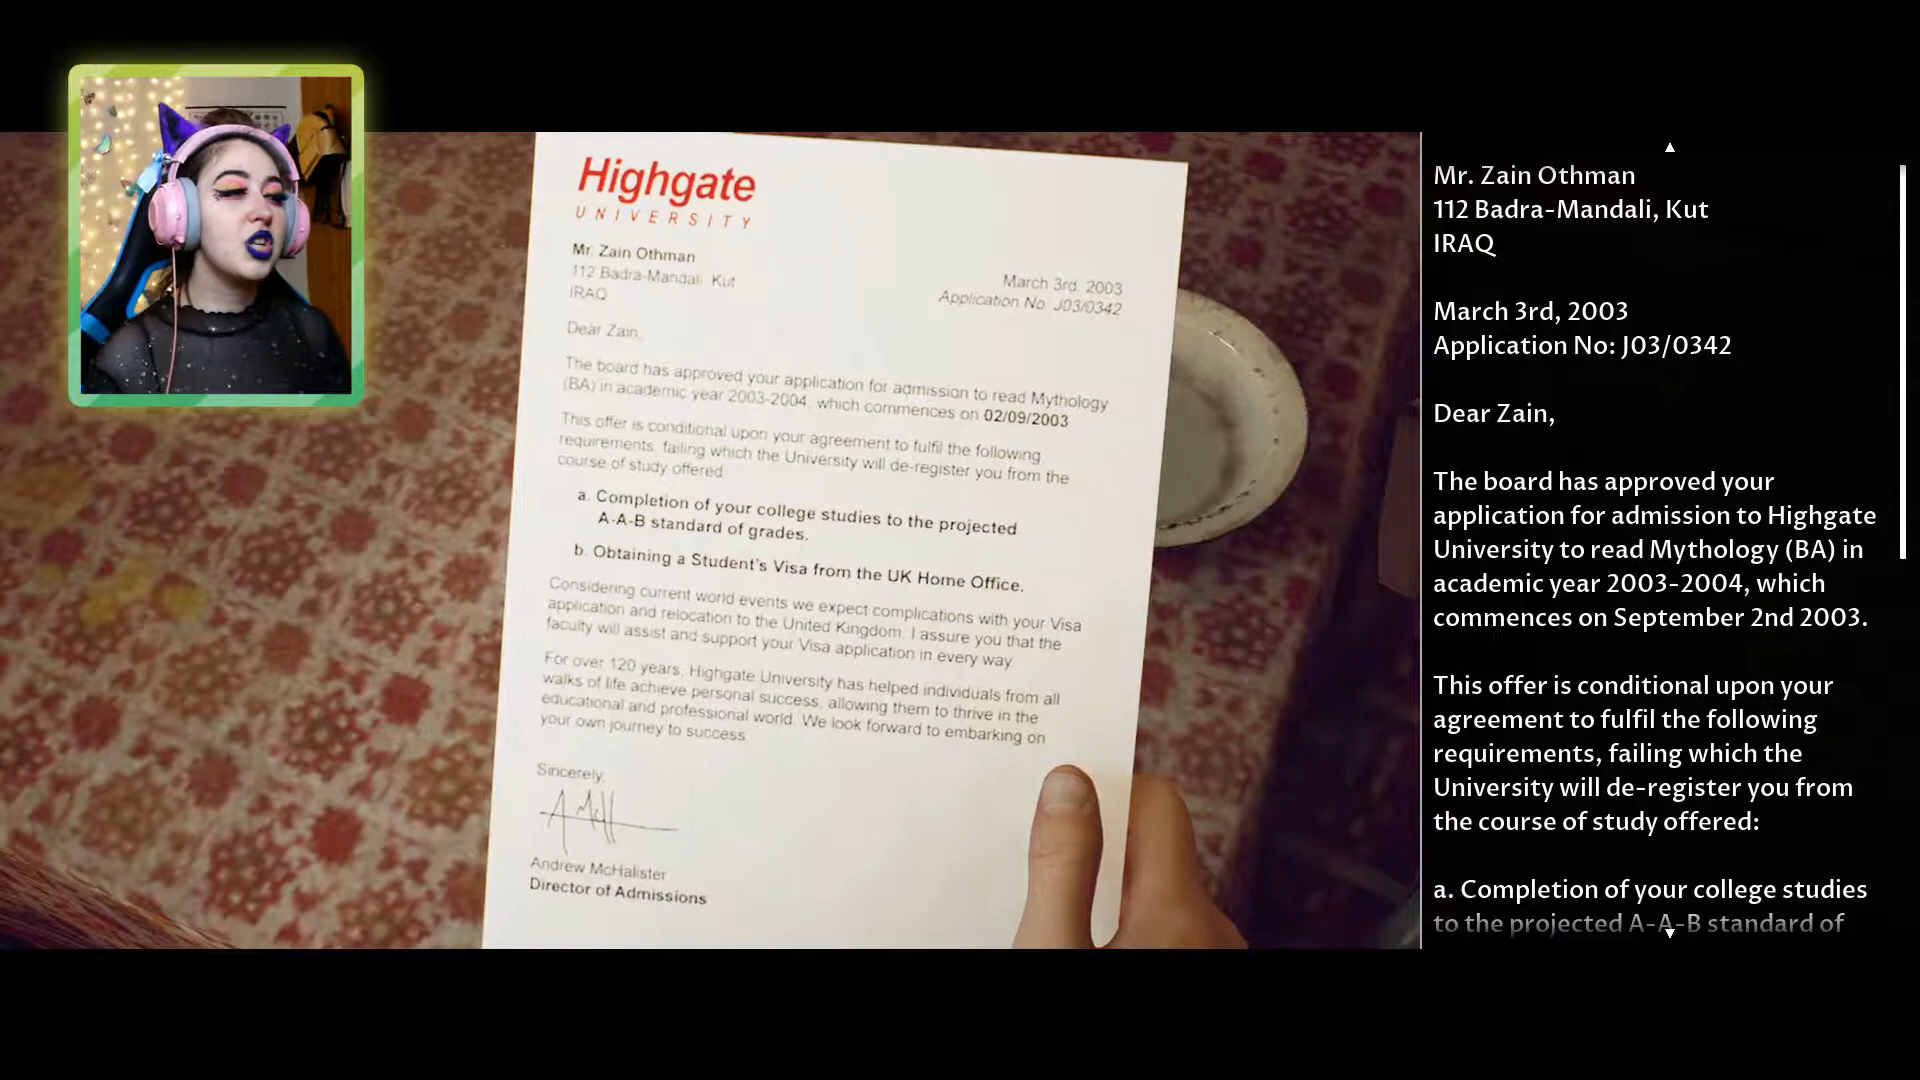 Highgate
UNIVERSITY
Mr. Zain Othman
112 Badra-Mandali, Kut
IRAQ
March 3rd, 2003
Application No. J03/0342
Dear Zain,
The board has approved your application for admission to read Mythology
(BA) in academic year 2003-2004, which commences on 02/09/2003
This offer is conditional upon your agreement to fulfil the following
requirements, failing which the University will de-register you from the
course of study offered:
a. Completion of your college studies to the projected
A-A-B standard of grades.
b. Obtaining a Student's Visa from the UK Home Office.
Considering current world events we expect complications with your Visa
application and relocation to the United Kingdom. I assure you that the
faculty will assist and support your Visa application in every way.
For over 120 years, Highgate University has helped individuals from all
walks of life achieve personal success, allowing them to thrive in the
educational and professional world. We look forward to embarking on
your own journey to success.
Sincerely,
Andrew McHalister
Director of Admissions
Mr. Zain Othman
112 Badra-Mandali, Kut
IRAQ
March 3rd, 2003
Application No: J03/0342
Dear Zain,
The board has approved your
application for admission to Highgate
University to read Mythology (BA) in
academic year 2003-2004, which
commences on September 2nd 2003.
This offer is conditional upon your
agreement to fulfil the following
requirements, failing which the
University will de-register you from
the course of study offered:
a. Completion of your college studies
to the projected A-A-B standard of